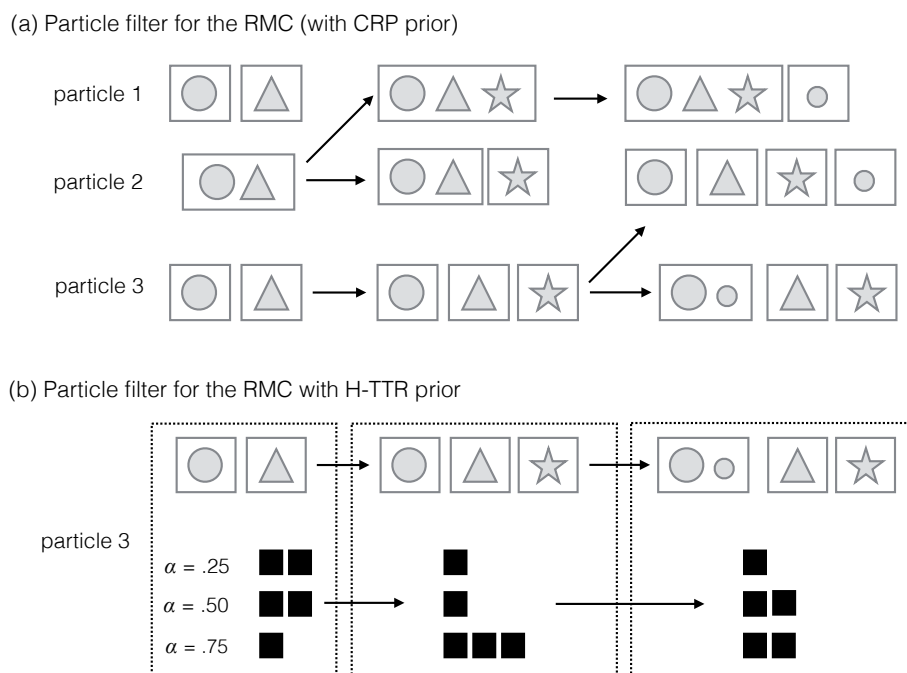 (a) Particle filter for the RMC (with CRP prior)
particle 1
particle 2
particle 3
(b) Particle filter for the RMC with H-TTR prior
particle 3
α = .25
α = .50
α = .75